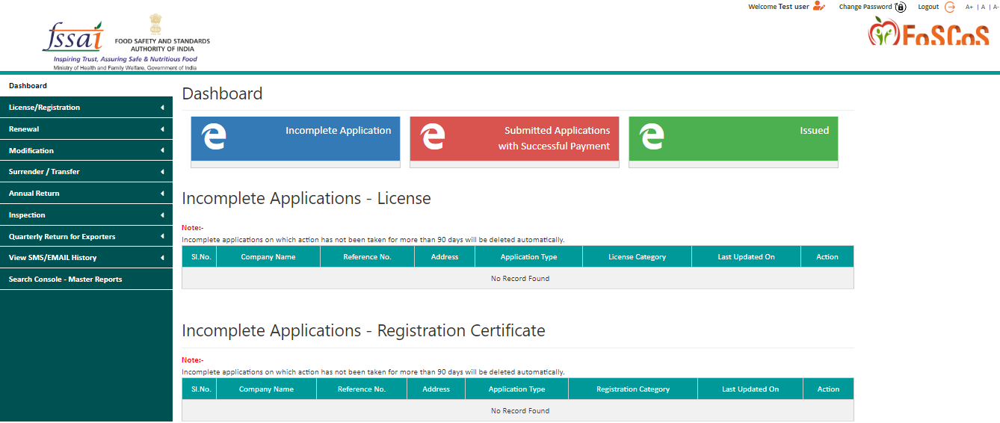 Welcome Test user Change Password Logout A+ | A | A-
fssai
FOOD SAFETY AND STANDARDS
AUTHORITY OF INDIA
Inspiring Trust, Assuring Safe & Nutritious Food
Ministry of Health and Family Welfare, Government of India
FoSCoS
Dashboard
License/Registration
Renewal
Modification
Surrender / Transfer
Annual Return
Inspection
Quarterly Return for Exporters
View SMS/EMAIL History
Search Console - Master Reports
Dashboard
Incomplete Application
Submitted Applications
with Successful Payment
Issued
Incomplete Applications - License
Note:-
Incomplete applications on which action has not been taken for more than 90 days will be deleted automatically.
Sl.No. Company Name Reference No. Address Application Type License Category Last Updated On Action
No Record Found
Incomplete Applications - Registration Certificate
Note:-
Incomplete applications on which action has not been taken for more than 90 days will be deleted automatically.
Sl.No. Company Name Reference No. Address Application Type Registration Category Last Updated On Action
No Record Found